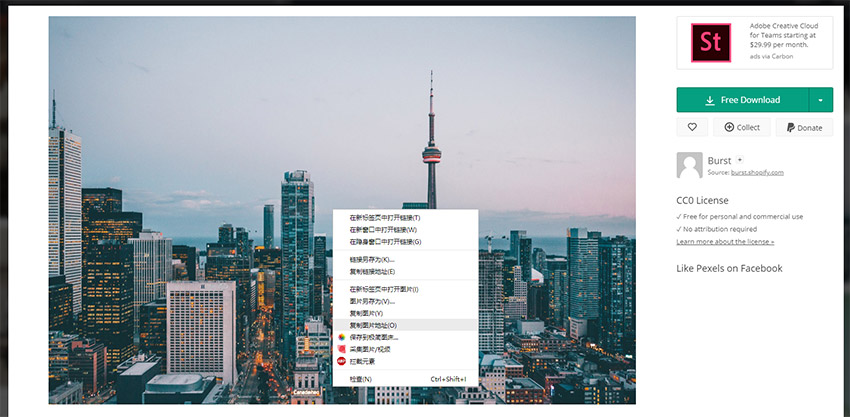 在新标签页中打开链接(T)
在新窗口中打开链接(W)
在隐身窗口中打开链接(G)
链接另存为(K)...
复制链接地址(E)
在新标签页中打开图片(I)
图片另存为(V)...
复制图片(Y)
复制图片地址(O)
保存到极简图床...
采集图片/视频
ABP
拦截元素
检查(N) Ctrl+Shift+I
St
Adobe Creative Cloud
for Teams starting at
$29.99 per month.
ads via Carbon
Free Download
Collect
Donate
Burst +
Source: burst.shopify.com
CC0 License
✓ Free for personal and commercial use
✓ No attribution required
Learn more about the license »
Like Pexels on Facebook